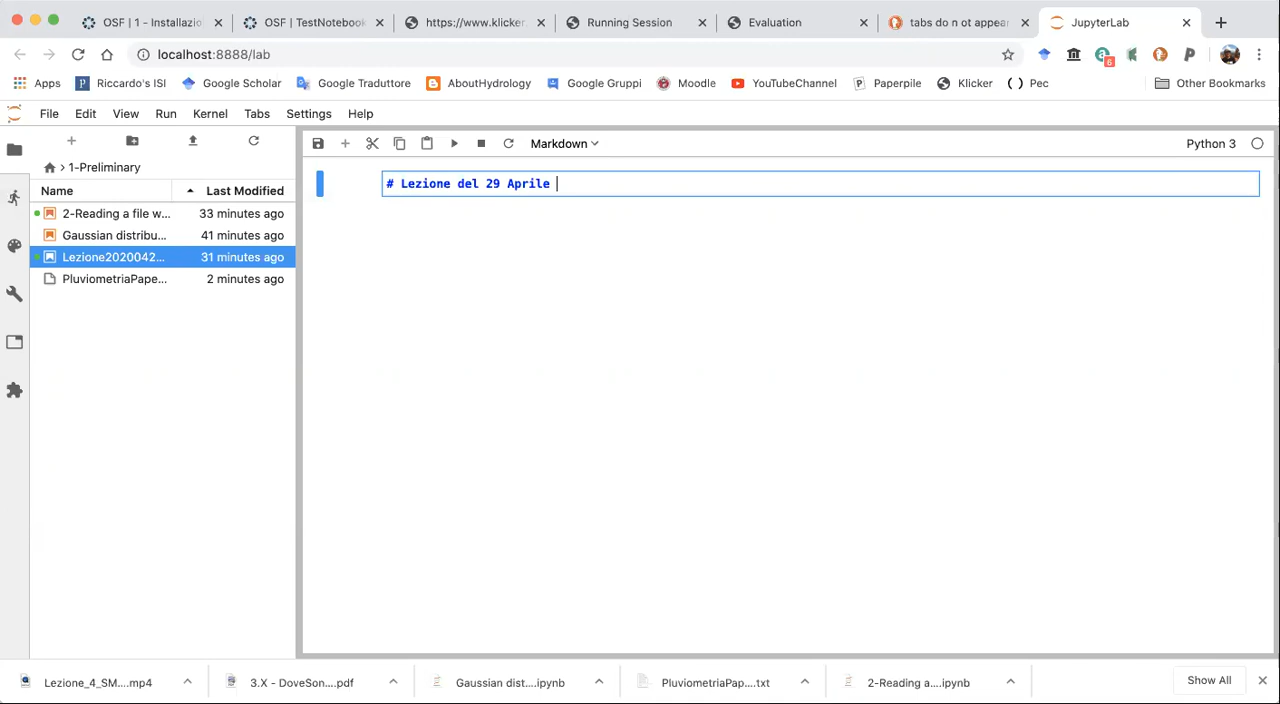 OSF | 1 - Installazio
OSF | TestNotebook
https://www.klicker.
Running Session
Evaluation
tabs do n ot appear
JupyterLab
localhost:8888/lab
6
Apps
Riccardo's ISI
Google Scholar
Google Traduttore
AboutHydrology
Google Gruppi
Moodle
YouTubeChannel
Paperpile
Klicker
Pec
Other Bookmarks
File Edit View Run Kernel Tabs Settings Help
Markdown
Python 3
> 1-Preliminary
Name Last Modified
2-Reading a file w... 33 minutes ago
Gaussian distribu... 41 minutes ago
Lezione2020042... 31 minutes ago
PluviometriaPape... 2 minutes ago
# Lezione del 29 Aprile
Lezione_4_SM....mp4
3.X - DoveSon....pdf
Gaussian dist....ipynb
PluviometriaPap....txt
2-Reading a....ipynb
Show All